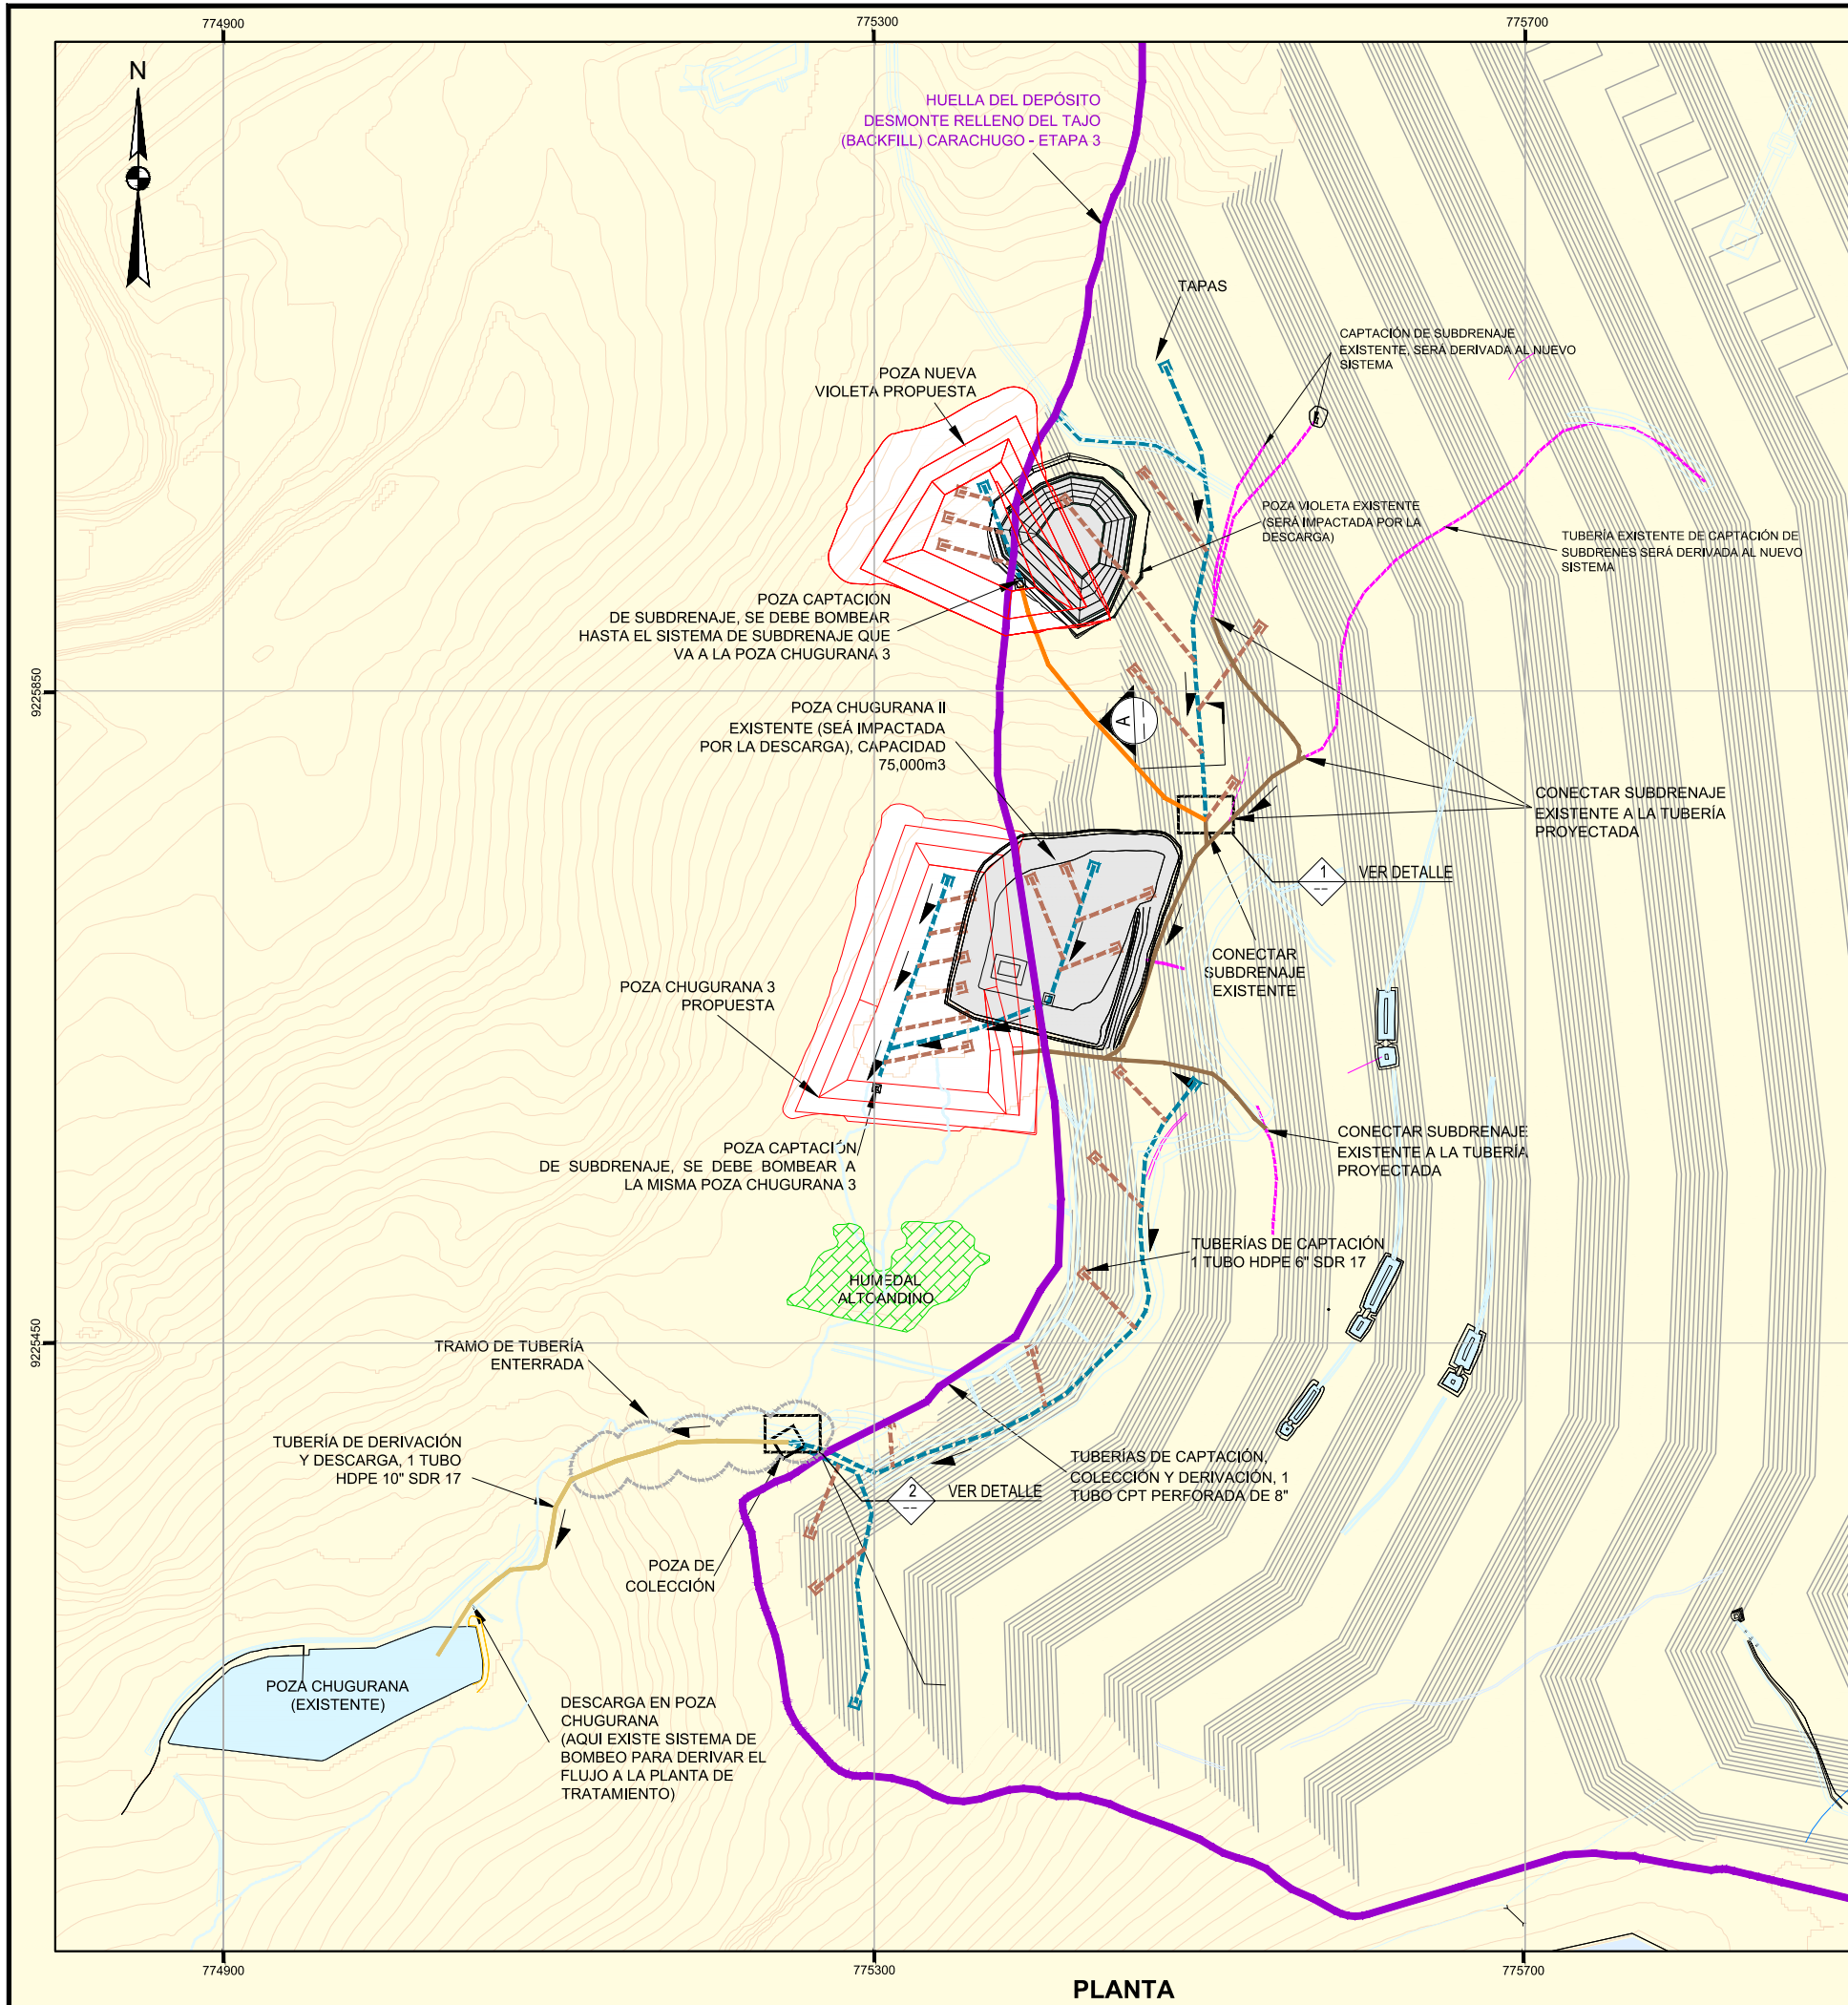 774900
775300
775700
N
HUELLA DEL DEPÓSITO
DESMONTE RELLENO DEL TAJO
(BACKFILL) CARACHUGO - ETAPA 3
TAPAS
CAPTACIÓN DE SUBDRENAJE
EXISTENTE, SERÁ DERIVADA AL NUEVO
SISTEMA
POZA NUEVA
VIOLETA PROPUESTA
POZA VIOLETA EXISTENTE
(SERÁ IMPACTADA POR LA
DESCARGA)
TUBERÍA EXISTENTE DE CAPTACIÓN DE
SUBDRENES SERÁ DERIVADA AL NUEVO
SISTEMA
POZA CAPTACIÓN
DE SUBDRENAJE, SE DEBE BOMBEAR
HASTA EL SISTEMA DE SUBDRENAJE QUE
VA A LA POZA CHUGURANA 3
9225850
POZA CHUGURANA II
EXISTENTE (SEÁ IMPACTADA
POR LA DESCARGA), CAPACIDAD
75,000m3
A
--
CONECTAR SUBDRENAJE
EXISTENTE A LA TUBERÍA
PROYECTADA
1
--
VER DETALLE
CONECTAR
SUBDRENAJE
EXISTENTE
POZA CHUGURANA 3
PROPUESTA
POZA CAPTACIÓN
DE SUBDRENAJE, SE DEBE BOMBEAR A
LA MISMA POZA CHUGURANA 3
CONECTAR SUBDRENAJE
EXISTENTE A LA TUBERÍA
PROYECTADA
TUBERÍAS DE CAPTACIÓN
1 TUBO HDPE 6" SDR 17
HUMEDAL
ALTOANDINO
9225450
TRAMO DE TUBERÍA
ENTERRADA
TUBERÍA DE DERIVACIÓN
Y DESCARGA, 1 TUBO
HDPE 10" SDR 17
TUBERÍAS DE CAPTACIÓN,
COLECCIÓN Y DERIVACIÓN, 1
TUBO CPT PERFORADA DE 8"
2
--
VER DETALLE
POZA DE
COLECCIÓN
POZA CHUGURANA
(EXISTENTE)
DESCARGA EN POZA
CHUGURANA
(AQUI EXISTE SISTEMA DE
BOMBEO PARA DERIVAR EL
FLUJO A LA PLANTA DE
TRATAMIENTO)
774900
775300
775700
PLANTA